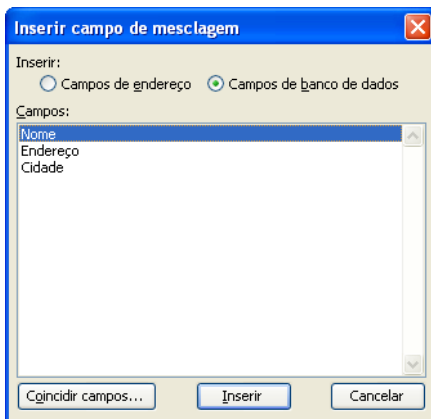 Inserir campo de mesclagem
Inserir:
Campos de endereço Campos de banco de dados
Campos:
Nome
Endereço
Cidade
Coincidir campos... Inserir Cancelar